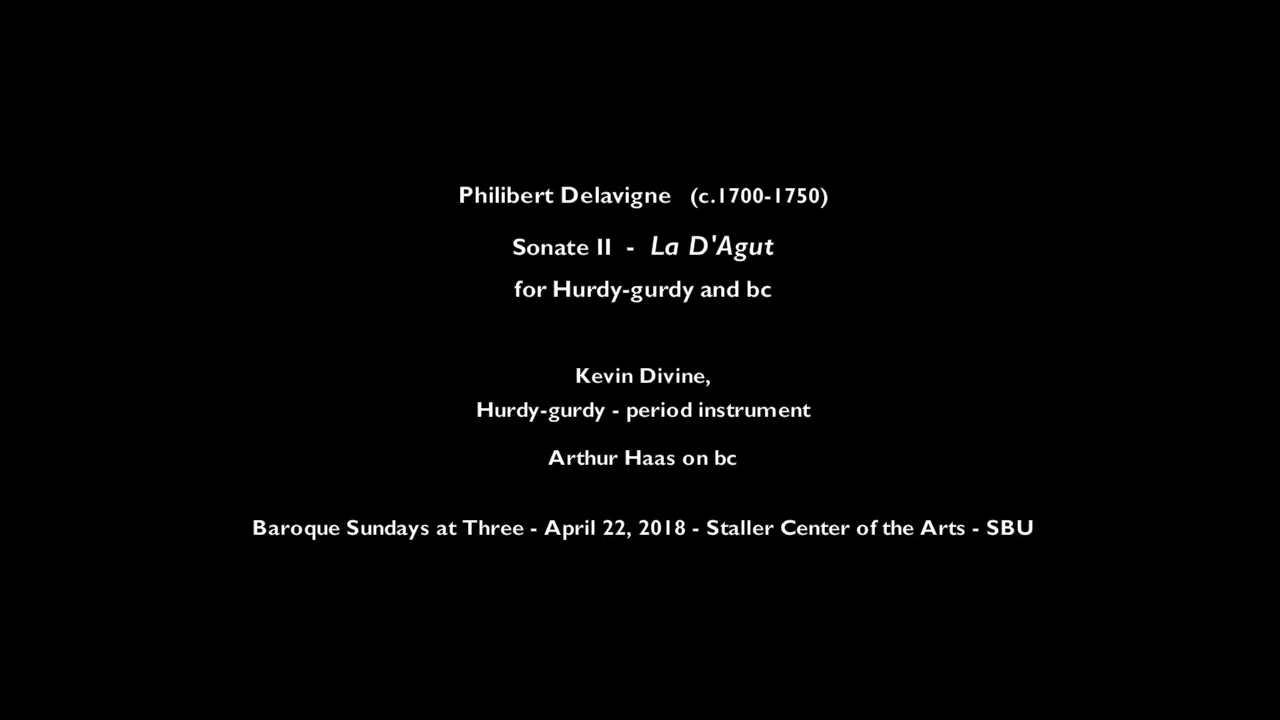 Philibert Delavigne (c.1700-1750)
Sonate II - La D'Agut
for Hurdy-gurdy and bc
Kevin Divine,
Hurdy-gurdy - period instrument
Arthur Haas on bc
Baroque Sundays at Three - April 22, 2018 - Staller Center of the Arts - SBU